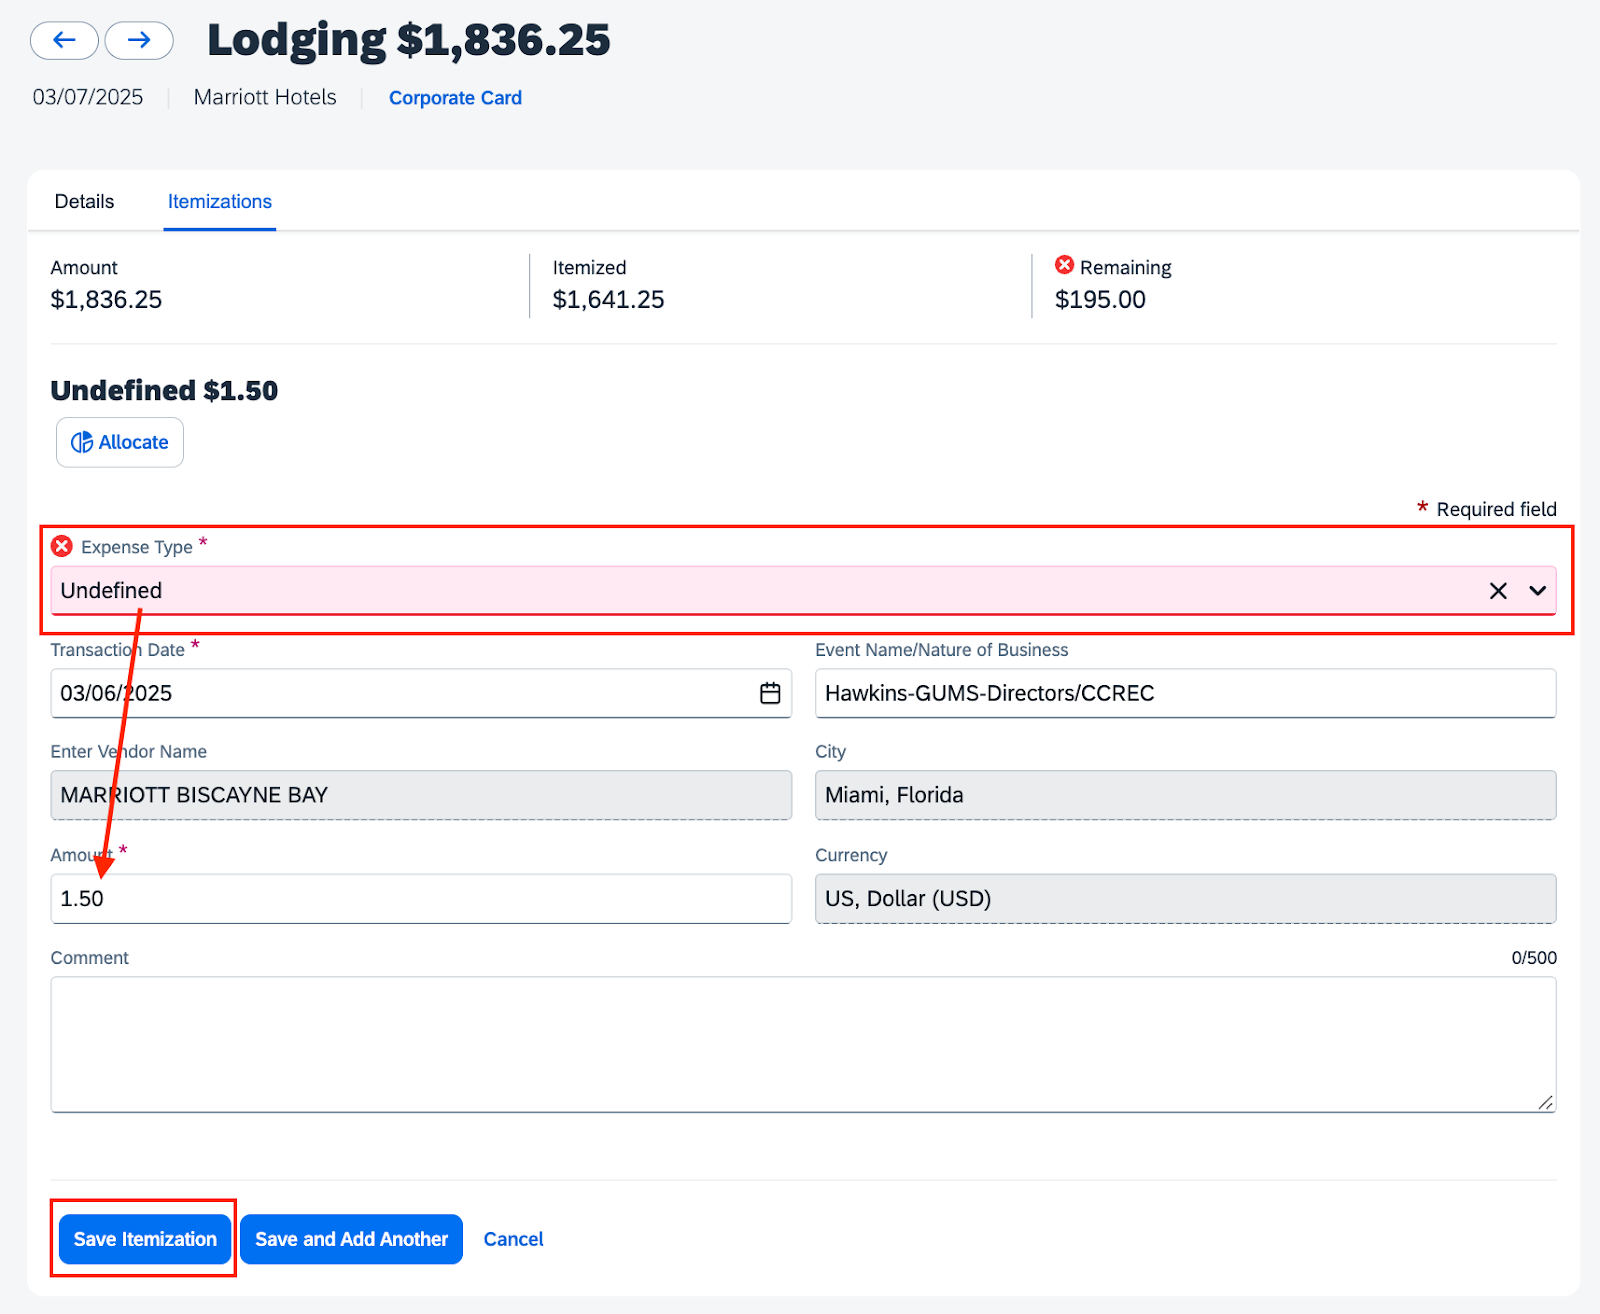 Lodging $1,836.25
03/07/2025 Marriott Hotels Corporate Card
Details Itemizations
Amount Itemized Remaining
$1,836.25 $1,641.25 $195.00
Undefined $1.50
Allocate
* Required field
Expense Type *
Undefined
Transaction Date * Event Name/Nature of Business
03/06/2025 Hawkins-GUMS-Directors/CCREC
Enter Vendor Name City
MARRIOTT BISCAYNE BAY Miami, Florida
Amount * Currency
1.50 US, Dollar (USD)
Comment 0/500
Save Itemization Save and Add Another Cancel